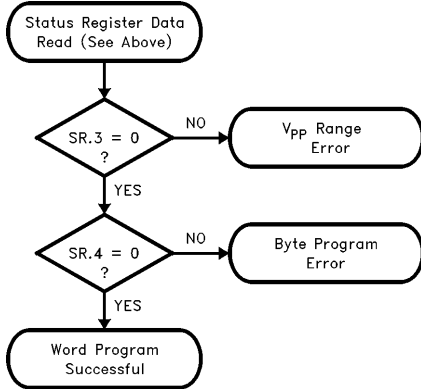 Status Register Data
Read (See Above)
SR.3 = 0
?
NO
VPP Range
Error
YES
SR.4 = 0
?
NO
Byte Program
Error
YES
Word Program
Successful